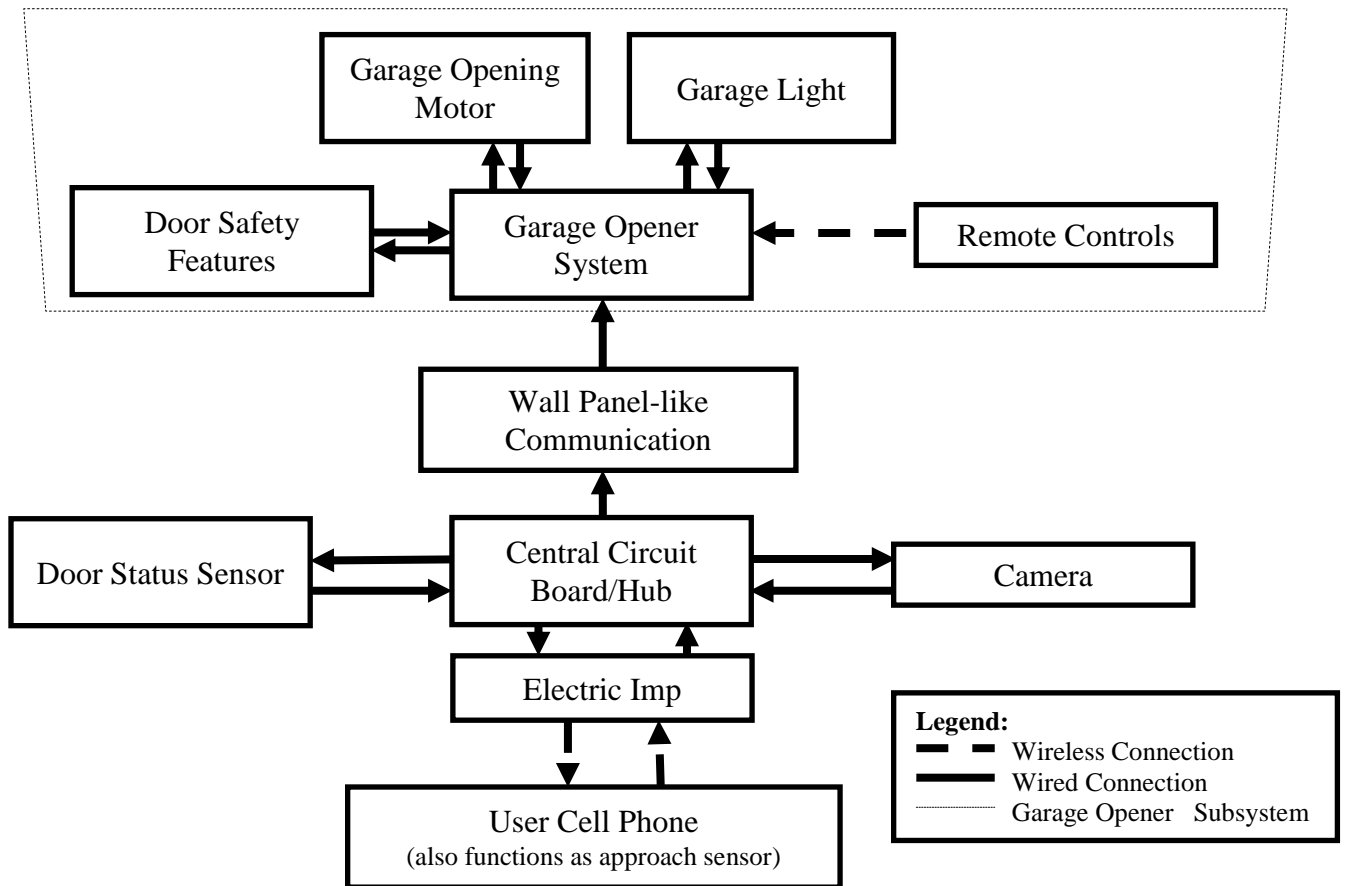 Garage Opening
Motor
Garage Light
Door Safety
Features
Garage Opener
System
Remote Controls
Wall Panel-like
Communication
Door Status Sensor
Central Circuit
Board/Hub
Camera
Electric Imp
User Cell Phone
(also functions as approach sensor)
Legend:
Wireless Connection
Wired Connection
Garage Opener Subsystem